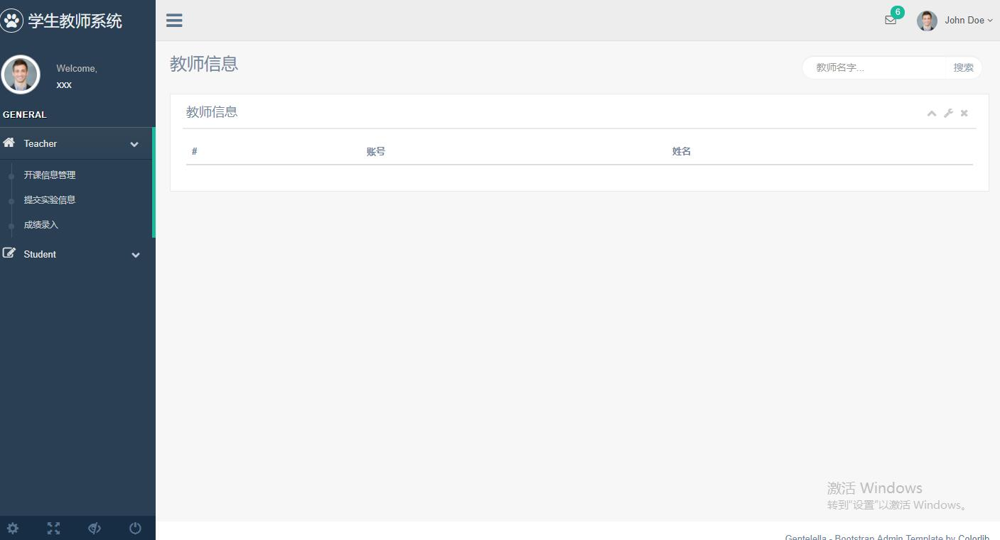 学生教师系统
6
John Doe
Welcome,
xxx
GENERAL
Teacher
开课信息管理
提交实验信息
成绩录入
Student
教师信息
教师名字...
搜索
教师信息
# 账号 姓名
激活 Windows
转到“设置”以激活 Windows。
Gentelella - Bootstrap Admin Template by Colorlib